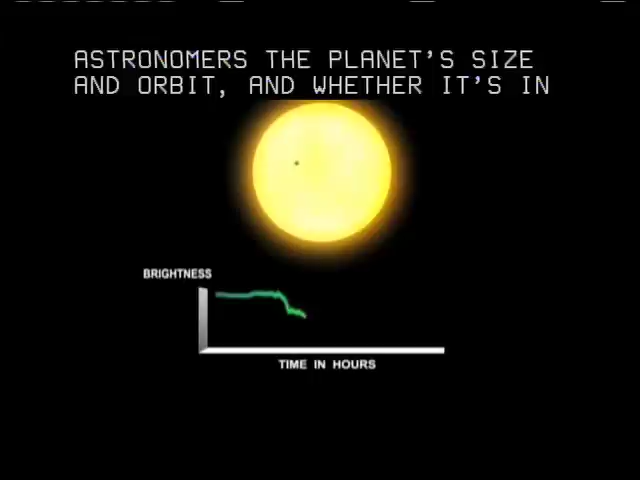 ASTRONOMERS THE PLANET'S SIZE
AND ORBIT, AND WHETHER IT'S IN
BRIGHTNESS
TIME IN HOURS